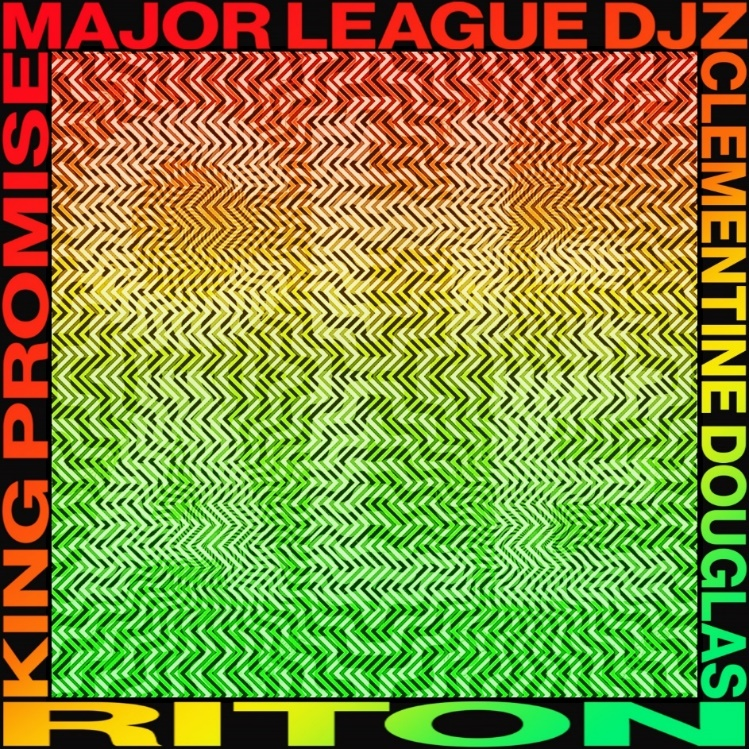 MAJOR LEAGUE DJZ
CLEMENTINE DOUGLAS
KING PROMISE
RITON